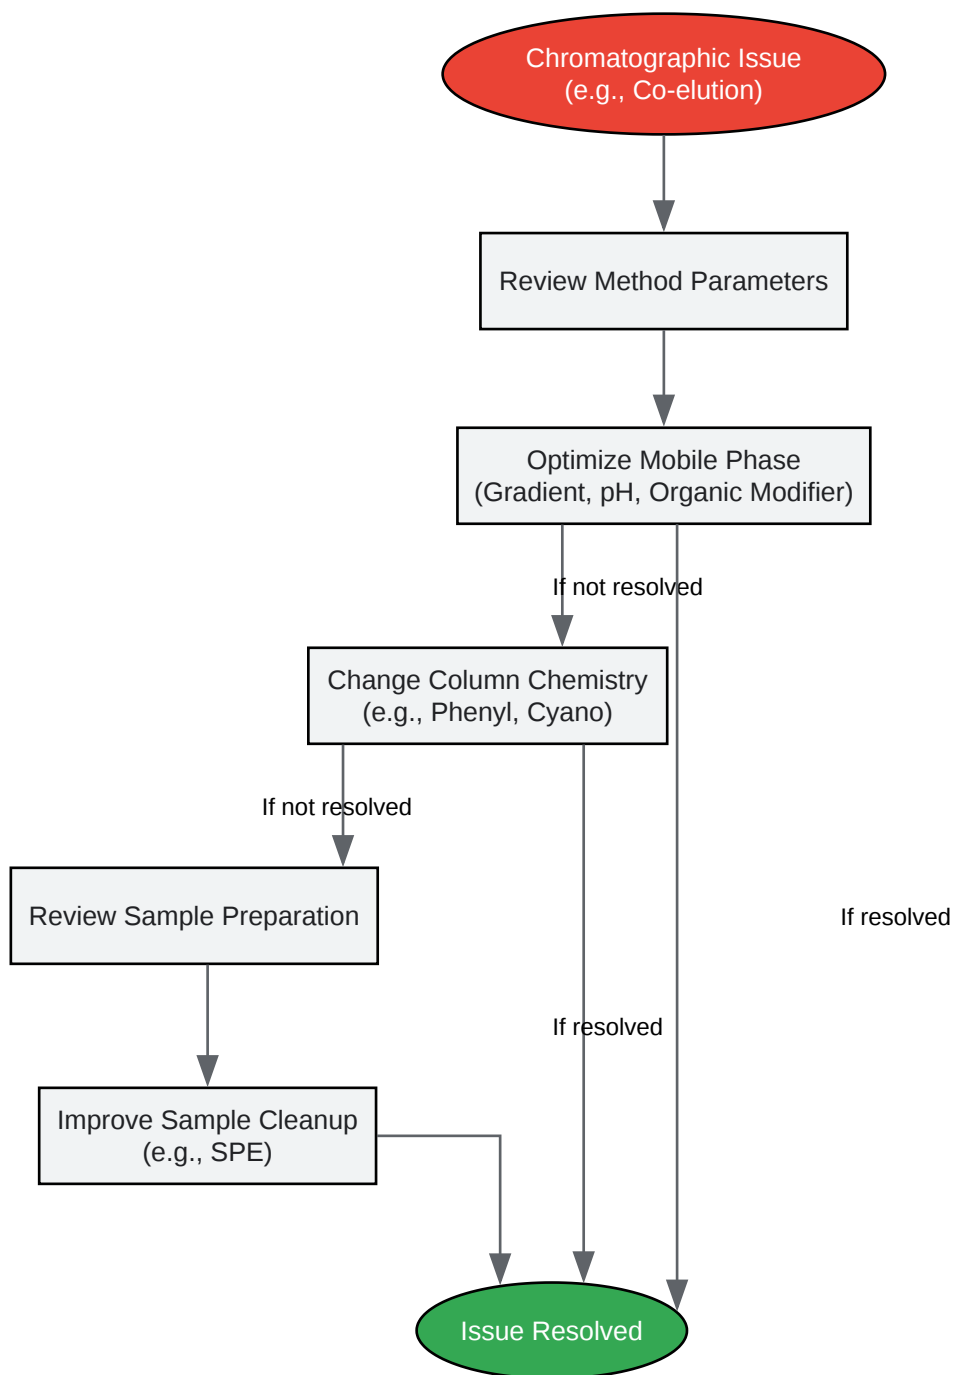 Chromatographic Issue
(e.g., Co-elution)
Review Method Parameters
Optimize Mobile Phase
(Gradient, pH, Organic Modifier)
If not resolved
Change Column Chemistry
(e.g., Phenyl, Cyano)
If not resolved
Review Sample Preparation
If resolved
If resolved
Improve Sample Cleanup
(e.g., SPE)
Issue Resolved